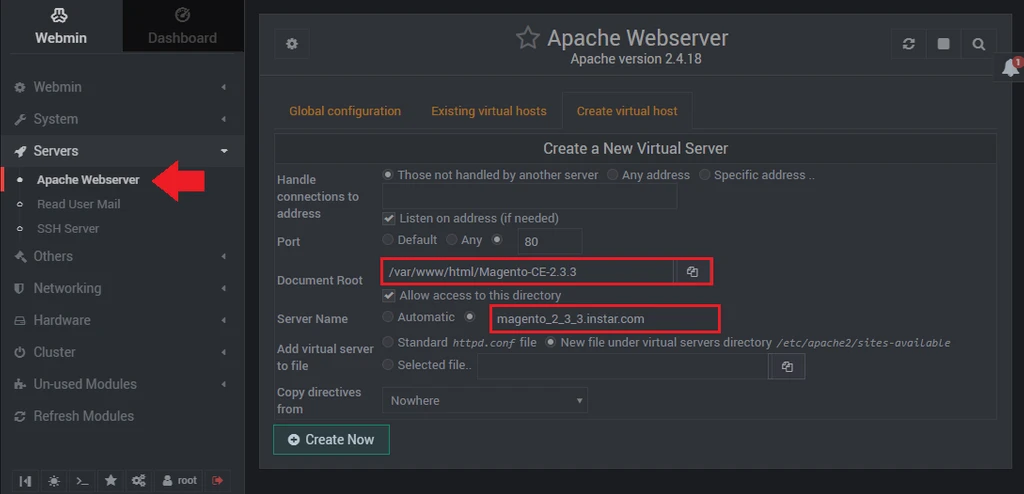 Webmin
Dashboard
Webmin
System
Servers
Apache Webserver
Read User Mail
SSH Server
Others
Networking
Hardware
Cluster
Un-used Modules
Refresh Modules
root
Apache Webserver
Apache version 2.4.18
1
Global configuration Existing virtual hosts Create virtual host
Create a New Virtual Server
Handle connections to address
Those not handled by another server Any address Specific address ..
Listen on address (if needed)
Port Default Any 80
Document Root /var/www/html/Magento-CE-2.3.3
Allow access to this directory
Server Name Automatic magento_2_3_3.instar.com
Add virtual server to file
Standard httpd.conf file New file under virtual servers directory /etc/apache2/sites-available
Selected file..
Copy directives from
Nowhere
Create Now